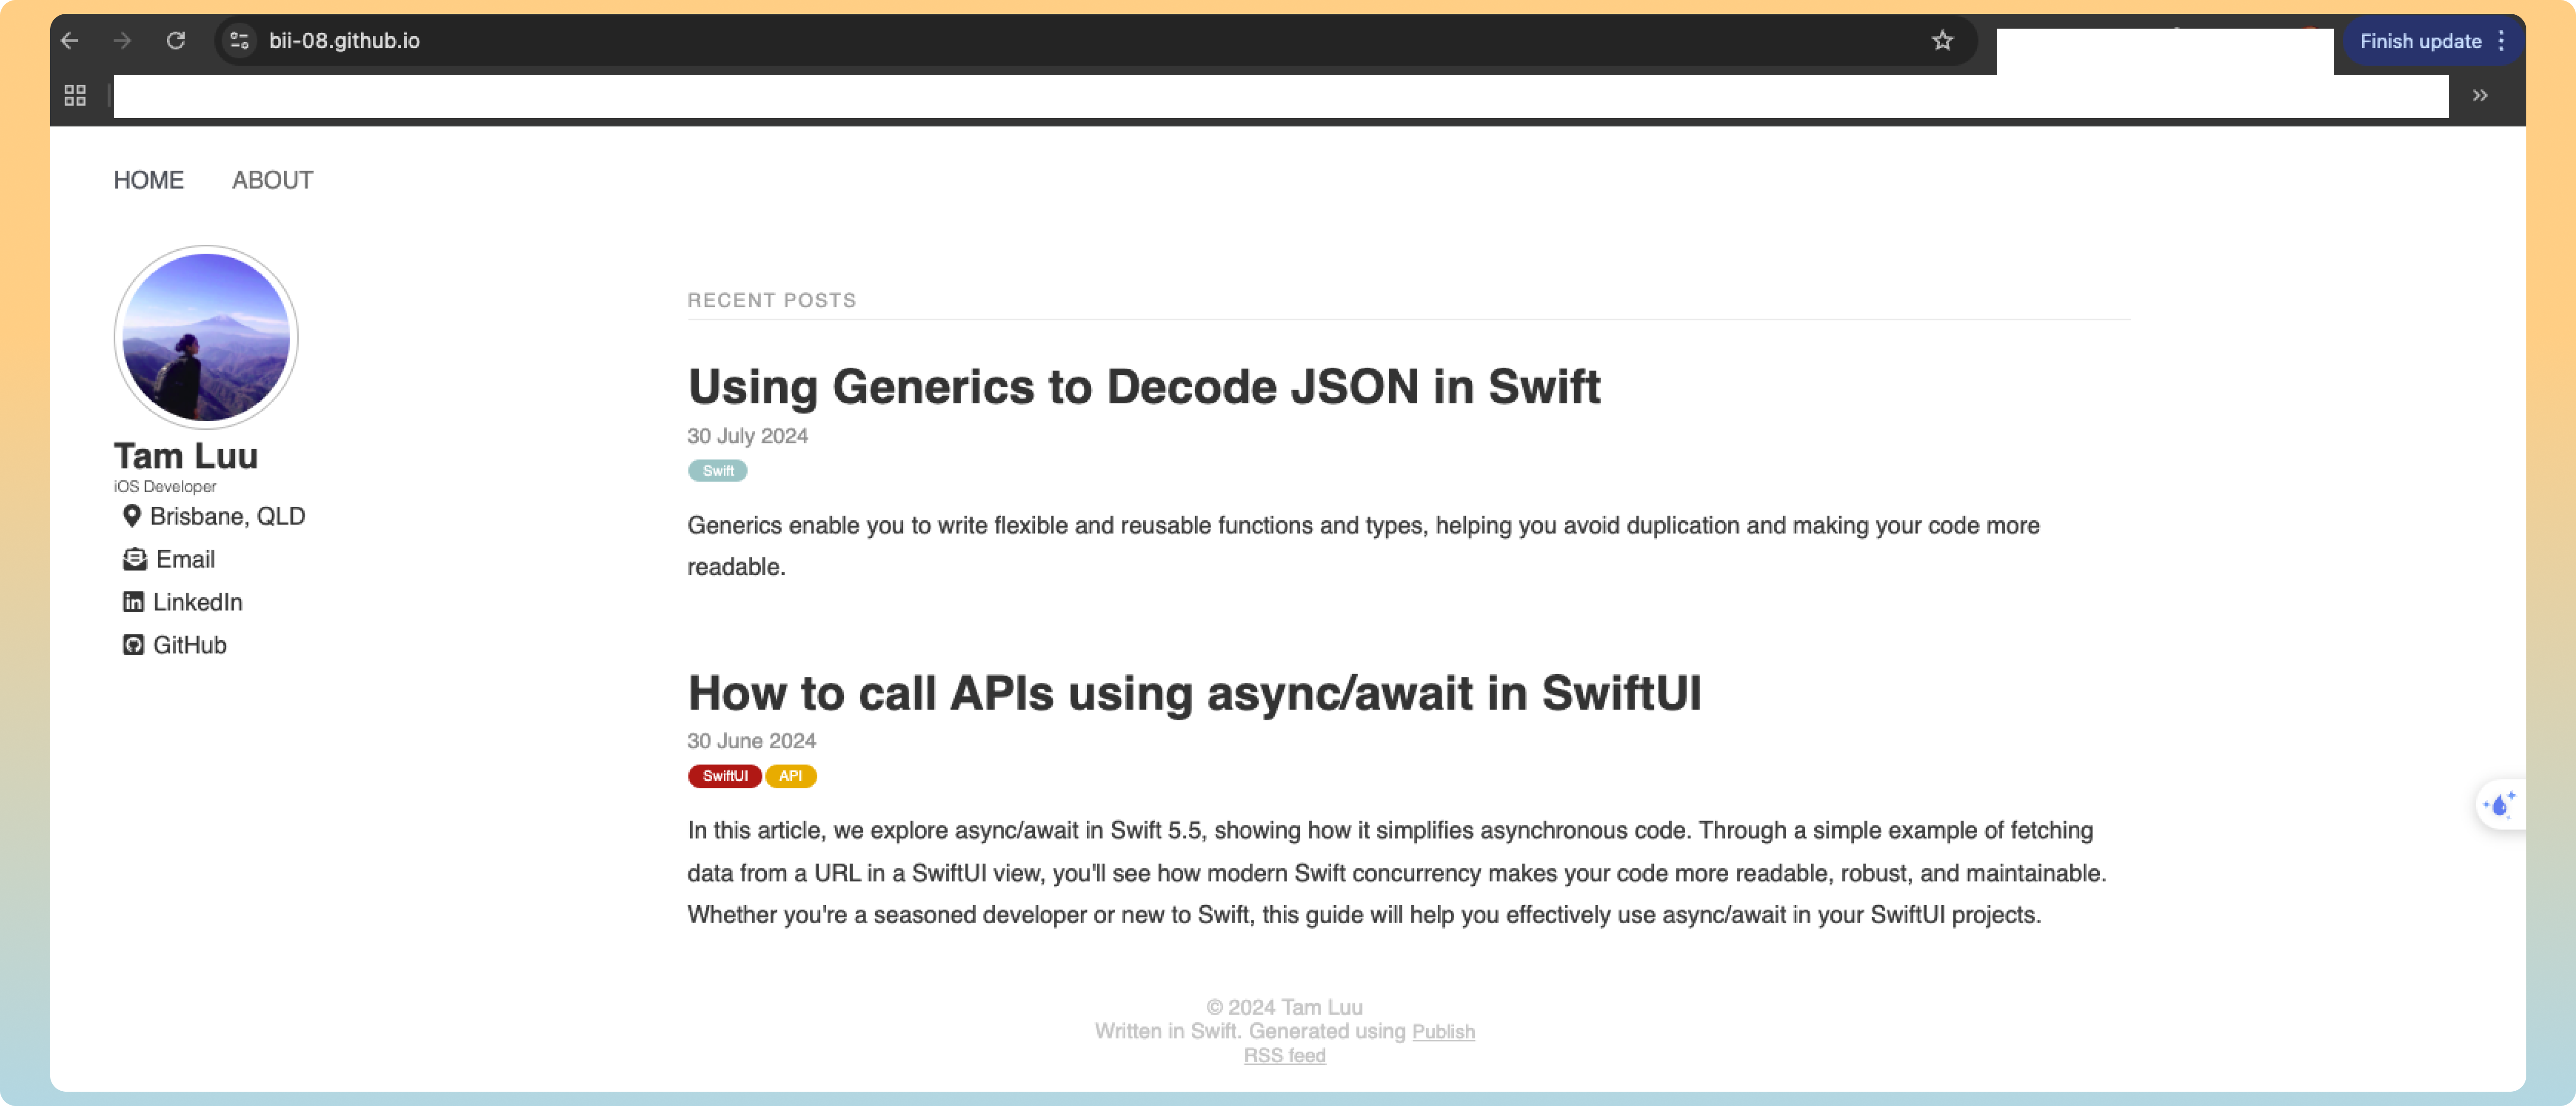 bii-08.github.io
Finish update
HOME
ABOUT
Tam Luu
iOS Developer
Brisbane, QLD
Email
LinkedIn
GitHub
RECENT POSTS
Using Generics to Decode JSON in Swift
30 July 2024
Swift
Generics enable you to write flexible and reusable functions and types, helping you avoid duplication and making your code more
readable.
How to call APIs using async/await in SwiftUI
30 June 2024
SwiftUI
API
In this article, we explore async/await in Swift 5.5, showing how it simplifies asynchronous code. Through a simple example of fetching
data from a URL in a SwiftUI view, you'll see how modern Swift concurrency makes your code more readable, robust, and maintainable.
Whether you're a seasoned developer or new to Swift, this guide will help you effectively use async/await in your SwiftUI projects.
© 2024 Tam Luu
Written in Swift. Generated using Publish
RSS feed